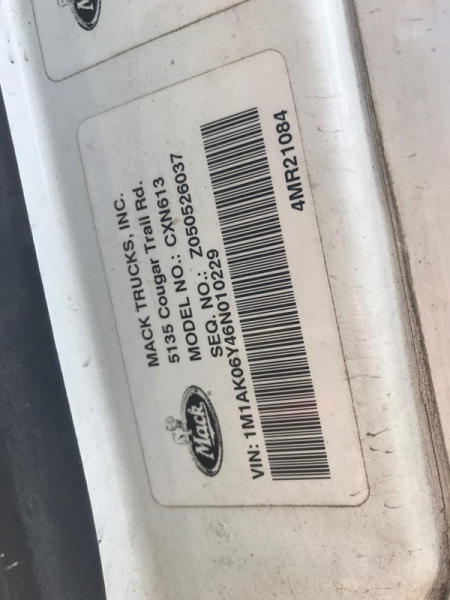 MACK TRUCKS, INC.
5135 Cougar Trail Rd.
MODEL NO.: CXN613
SEQ. NO.: Z050526037
VIN: 1M1AK06Y46N010229
4MR21084
Mack